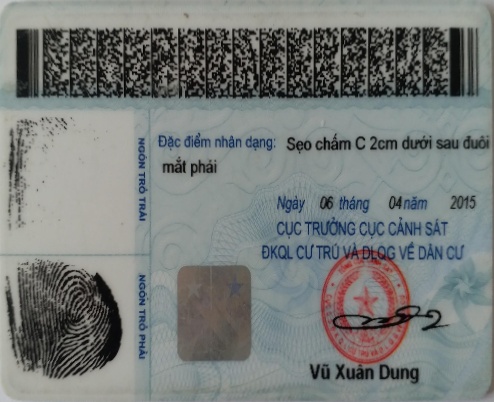 Đặc điểm nhân dạng: Sẹo chấm C 2cm dưới sau đuôi
mắt phải
Ngày 06 tháng 04 năm 2015
CỤC TRƯỞNG CỤC CẢNH SÁT
ĐKQL CƯ TRÚ VÀ DLQG VỀ DÂN CƯ
Vũ Xuân Dung
NGÓN TRỎ TRÁI
NGÓN TRỎ PHẢI